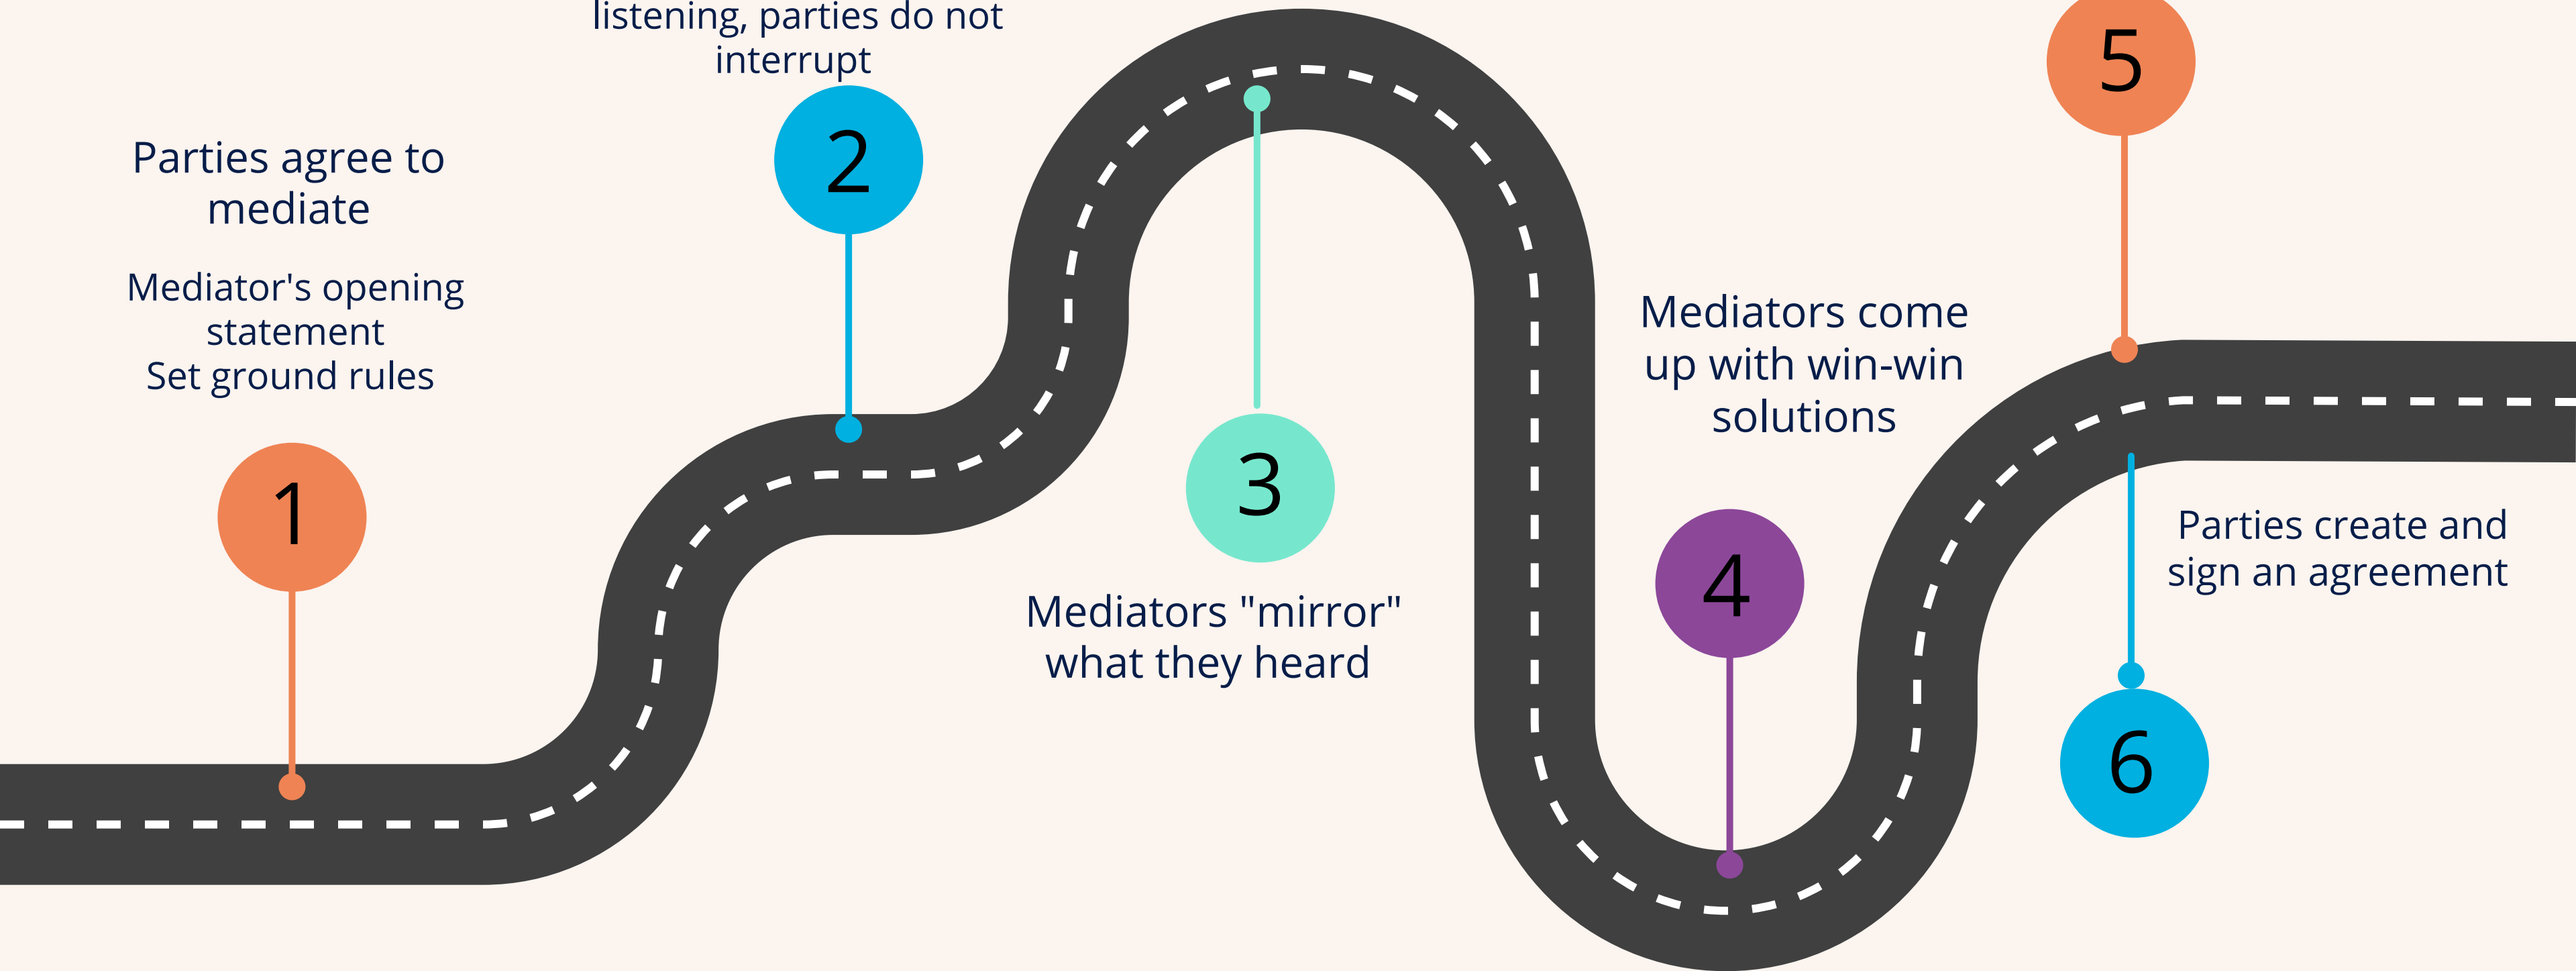 Parties agree to
mediate
Mediator's opening
statement
Set ground rules
1
listening, parties do not
interrupt
2
3
Mediators "mirror"
what they heard
Mediators come
up with win-win
solutions
4
5
Parties create and
sign an agreement
6